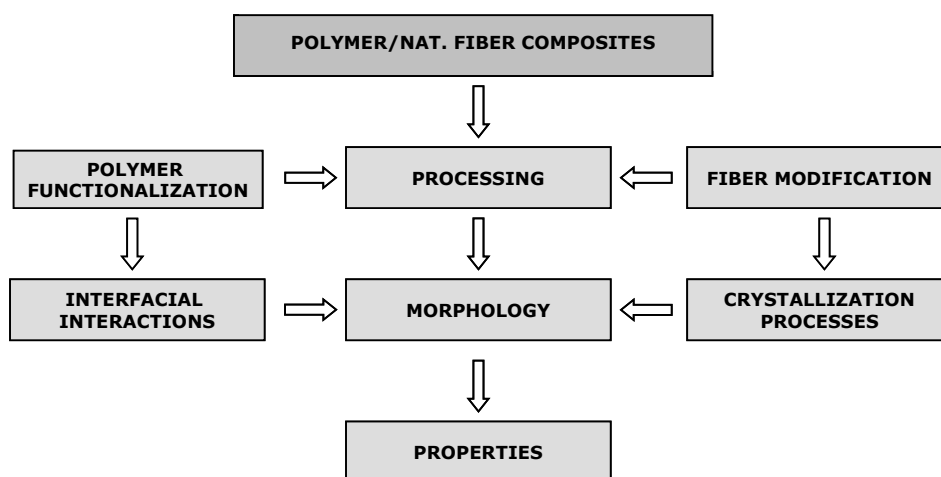 POLYMER/NAT. FIBER COMPOSITES
POLYMER
FUNCTIONALIZATION
PROCESSING
FIBER MODIFICATION
INTERFACIAL
INTERACTIONS
MORPHOLOGY
CRYSTALLIZATION
PROCESSES
PROPERTIES